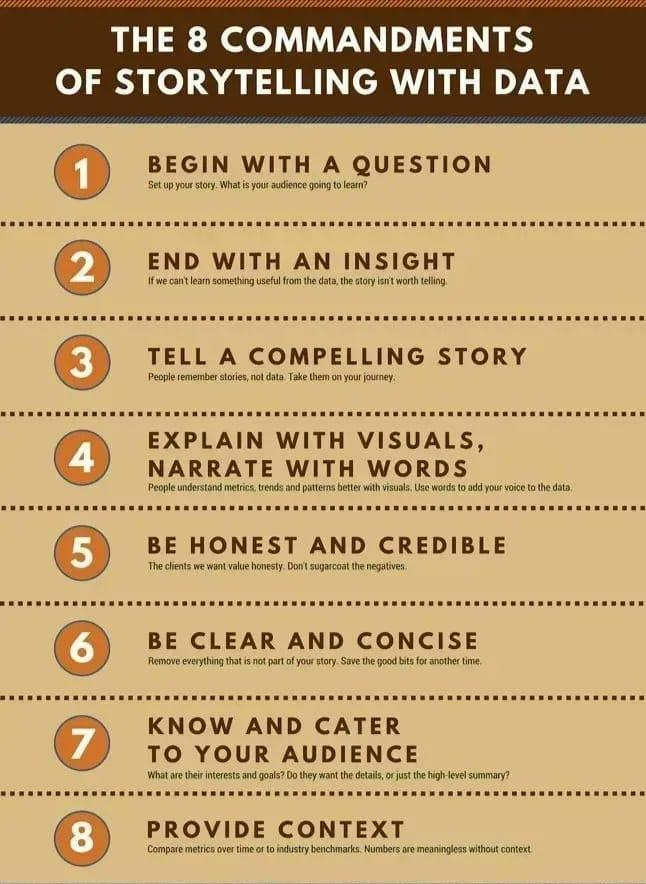 THE 8 COMMANDMENTS
OF STORYTELLING WITH DATA
1
BEGIN WITH A QUESTION
Set up your story. What is your audience going to learn?
2
END WITH AN INSIGHT
If we can't learn something useful from the data, the story isn't worth telling.
3
TELL A COMPELLING STORY
People remember stories, not data. Take them on your journey.
4
EXPLAIN WITH VISUALS,
NARRATE WITH WORDS
People understand metrics, trends and patterns better with visuals. Use words to add your voice to the data.
5
BE HONEST AND CREDIBLE
The clients we want value honesty. Don't sugarcoat the negatives.
6
BE CLEAR AND CONCISE
Remove everything that is not part of your story. Save the good bits for another time.
7
KNOW AND CATER
TO YOUR AUDIENCE
What are their interests and goals? Do they want the details, or just the high-level summary?
8
PROVIDE CONTEXT
Compare metrics over time or to industry benchmarks. Numbers are meaningless without context.